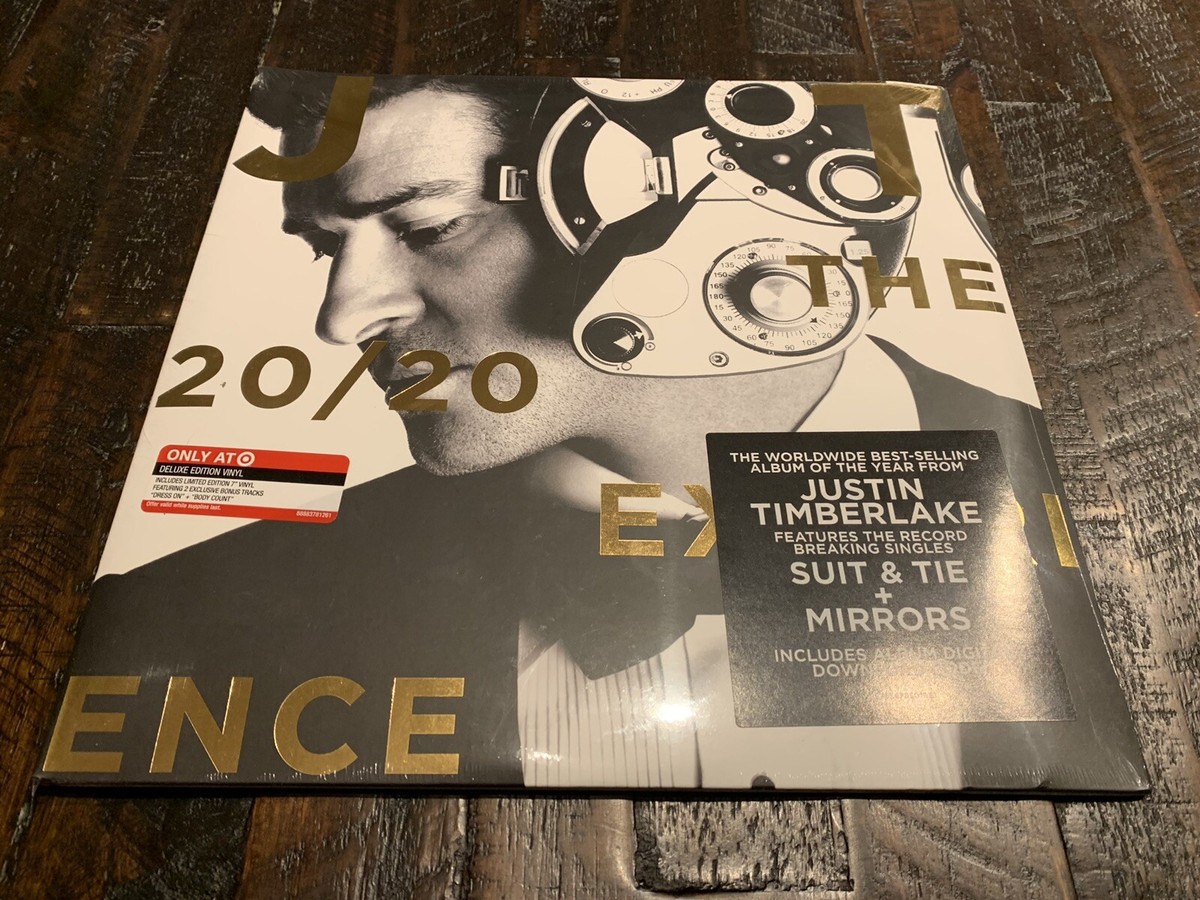 J T
THE
20/20
ONLY AT
DELUXE EDITION VINYL
INCLUDES LIMITED EDITION 7" VINYL
FEATURING 2 EXCLUSIVE BONUS TRACKS
"DRESS ON" + "BODY COUNT"
Offer valid while supplies last.
THE WORLDWIDE BEST-SELLING
ALBUM OF THE YEAR FROM
JUSTIN
TIMBERLAKE
FEATURES THE RECORD
BREAKING SINGLES
SUIT & TIE
+
MIRRORS
INCLUDES ALBUM
EX RI
ENCE